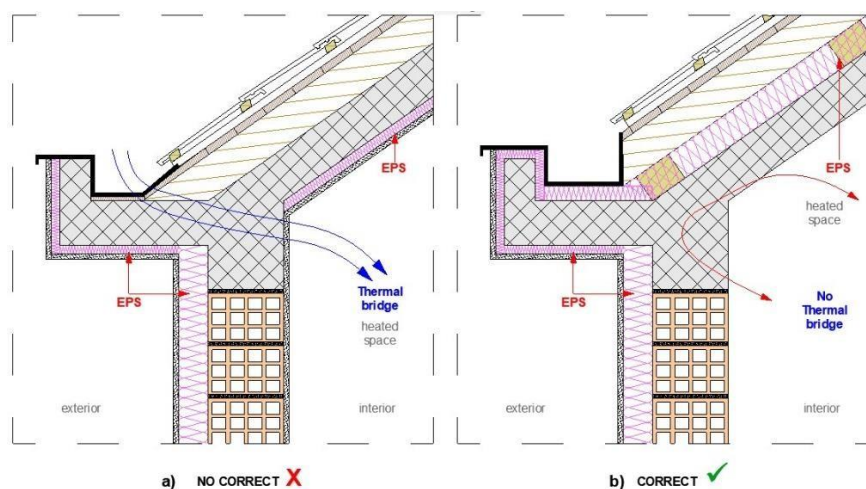 EPS
Thermal
bridge
heated
space
EPS
exterior
interior
a) NO CORRECT X
EPS
heated
space
EPS
No
Thermal
bridge
exterior
interior
b) CORRECT ✓